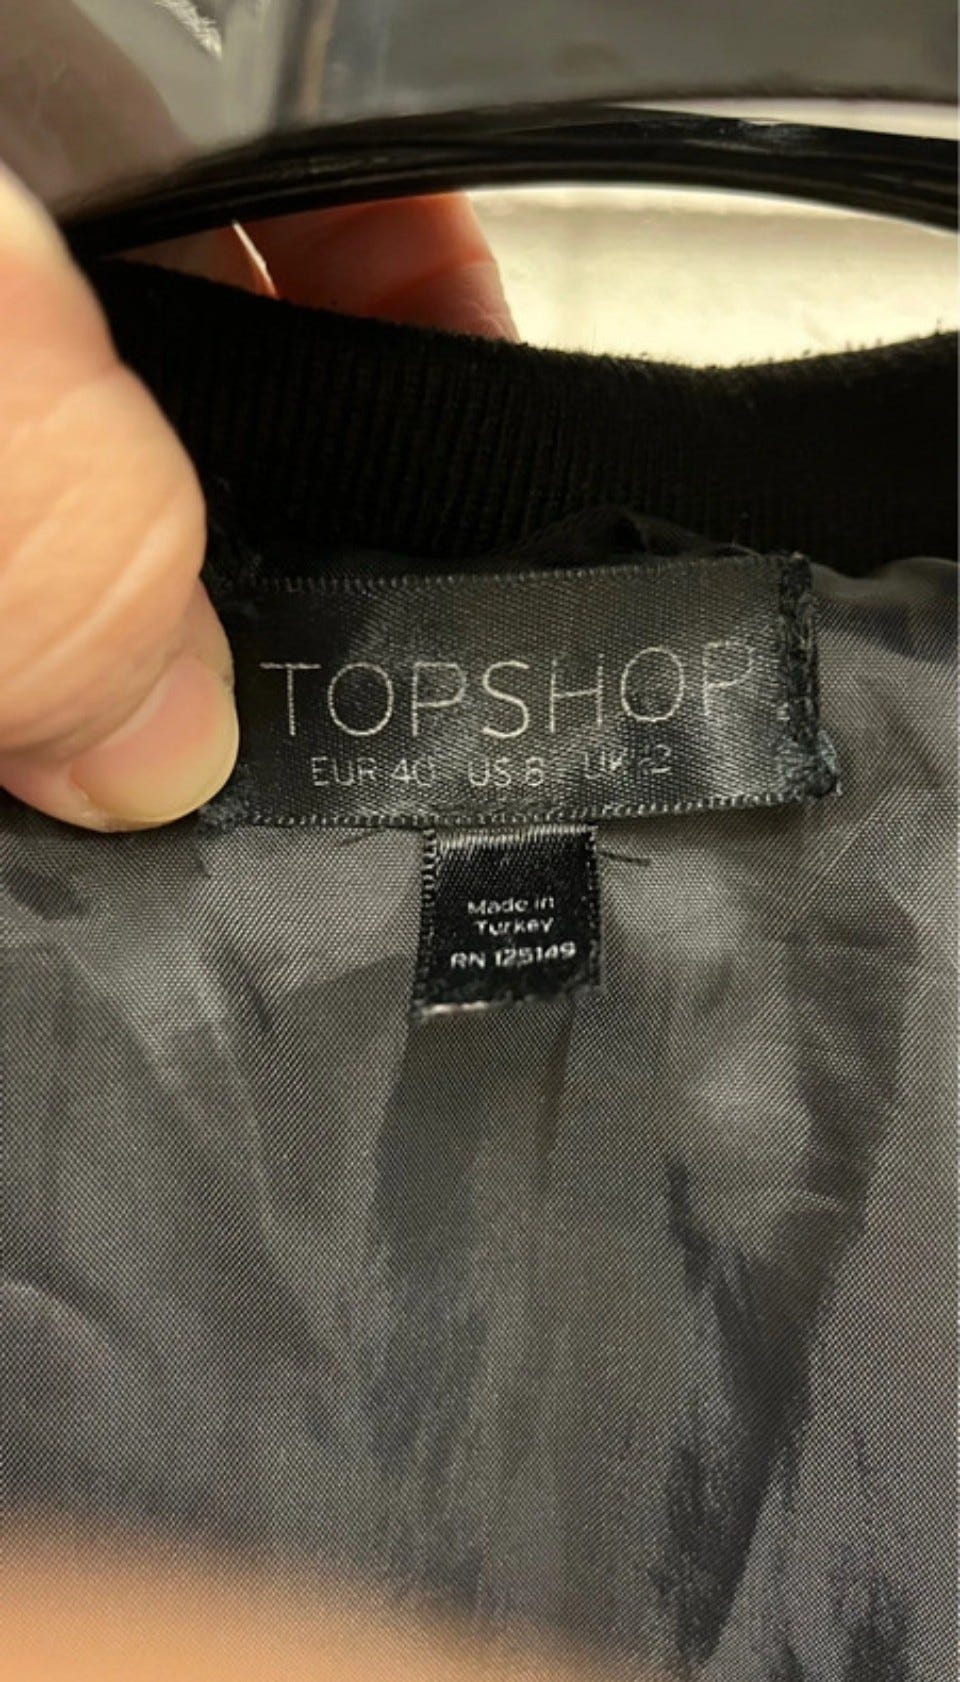 TOPSHOP
EUR 40 US 8 UK 12
Made in
Turkey
RN 125149